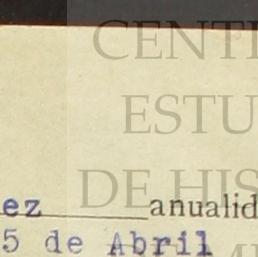 CENT
ESTU
DE HIS
ez anualid
5 de Abril